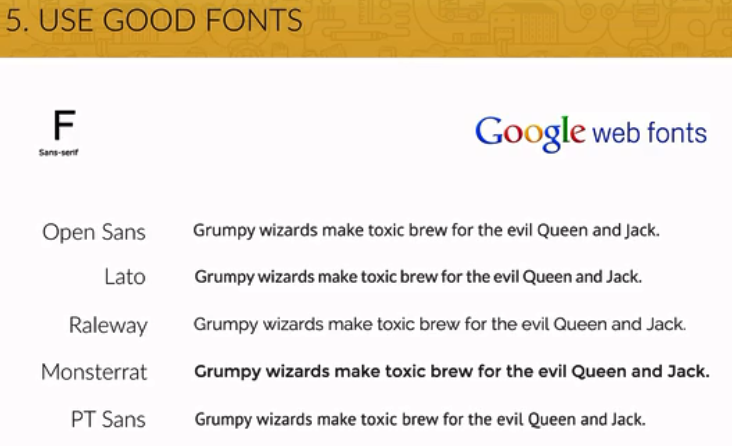 5. USE GOOD FONTS
F
Sans-serif
Google web fonts
Open Sans Grumpy wizards make toxic brew for the evil Queen and Jack.
Lato Grumpy wizards make toxic brew for the evil Queen and Jack.
Raleway Grumpy wizards make toxic brew for the evil Queen and Jack.
Monsterrat Grumpy wizards make toxic brew for the evil Queen and Jack.
PT Sans Grumpy wizards make toxic brew for the evil Queen and Jack.